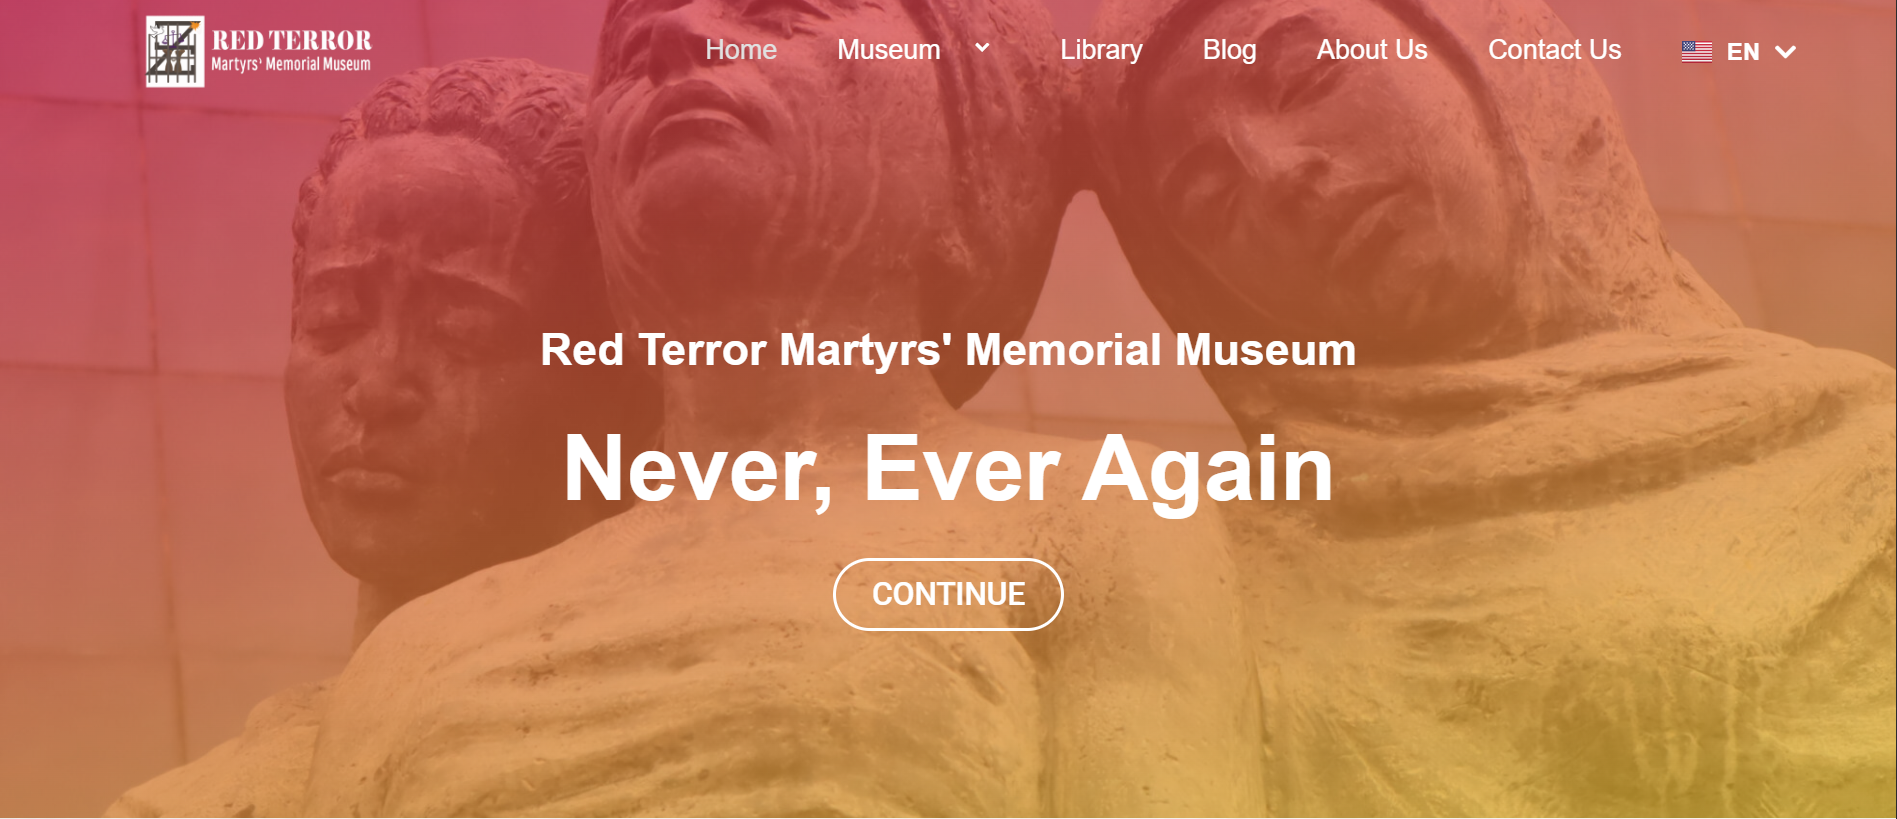 RED TERROR
Martyrs' Memorial Museum
Home
Museum
Library
Blog
About Us
Contact Us
EN
Red Terror Martyrs' Memorial Museum
Never, Ever Again
CONTINUE